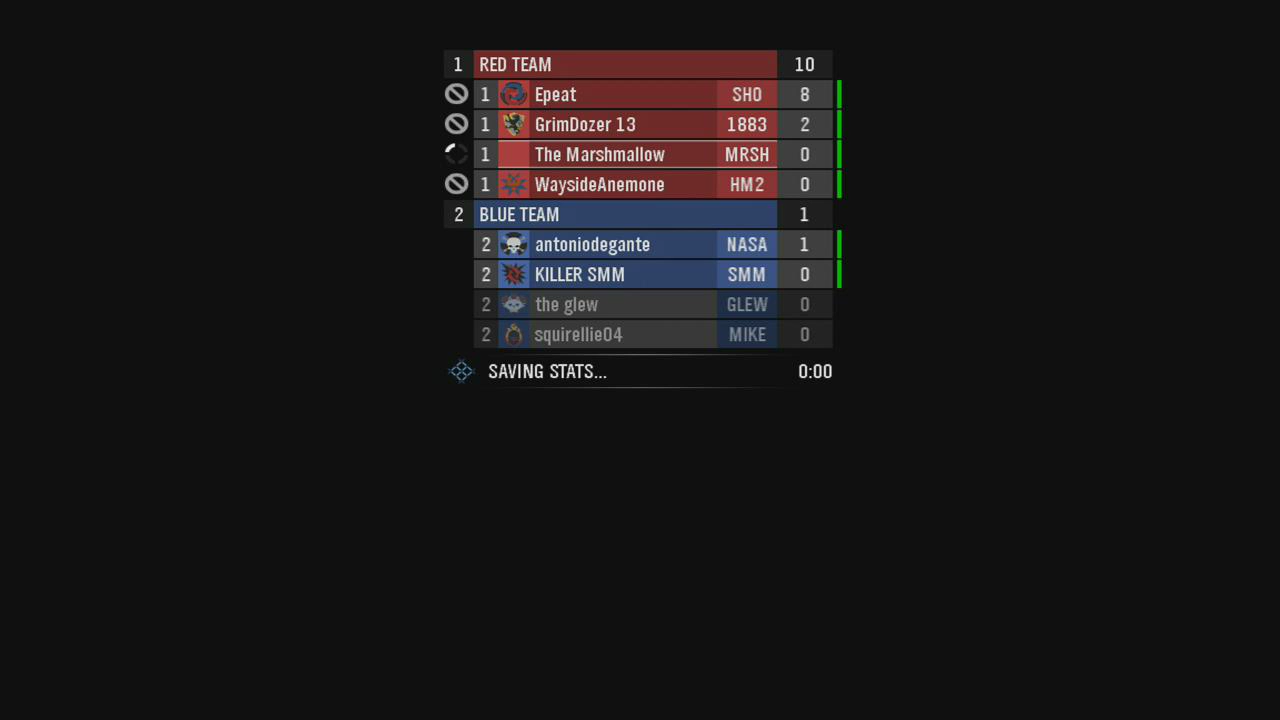 1 RED TEAM 10
1 Epeat SHO 8
1 GrimDozer 13 1883 2
1 The Marshmallow MRSH 0
1 WaysideAnemone HM2 0
2 BLUE TEAM 1
2 antoniodegante NASA 1
2 KILLER SMM SMM 0
2 the glew GLEW 0
2 squirellie04 MIKE 0
SAVING STATS... 0:00